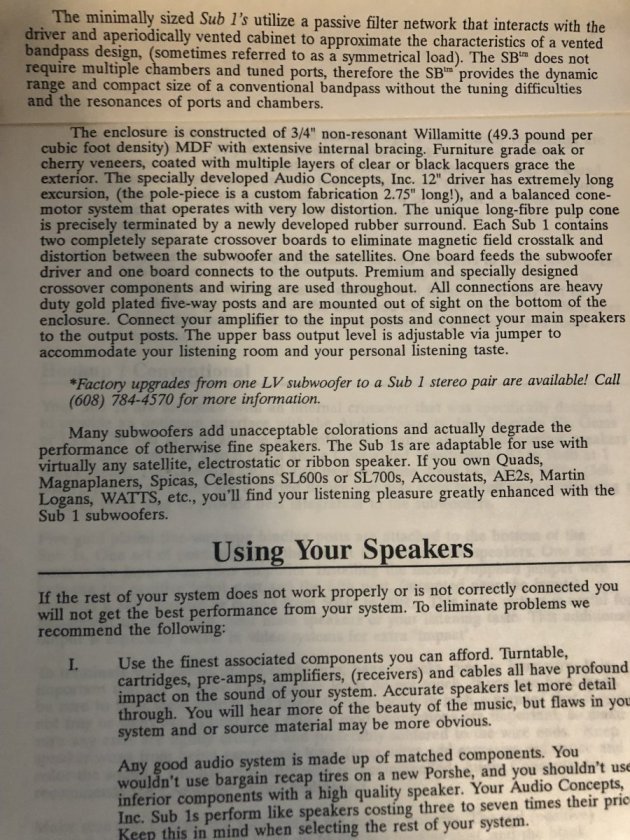 The minimally sized Sub 1's utilize a passive filter network that interacts with the
driver and aperiodically vented cabinet to approximate the characteristics of a vented
bandpass design, (sometimes referred to as a symmetrical load). The SB™ does not
require multiple chambers and tuned ports, therefore the SB™ provides the dynamic
range and compact size of a conventional bandpass without the tuning difficulties
and the resonances of ports and chambers.
The enclosure is constructed of 3/4" non-resonant Willamitte (49.3 pound per
cubic foot density) MDF with extensive internal bracing. Furniture grade oak or
cherry veneers, coated with multiple layers of clear or black lacquers grace the
exterior. The specially developed Audio Concepts, Inc. 12" driver has extremely long
excursion, (the pole-piece is a custom fabrication 2.75" long!), and a balanced cone-
motor system that operates with very low distortion. The unique long-fibre pulp cone
is precisely terminated by a newly developed rubber surround. Each Sub 1 contains
two completely separate crossover boards to eliminate magnetic field crosstalk and
distortion between the subwoofer and the satellites. One board feeds the subwoofer
driver and one board connects to the outputs. Premium and specially designed
crossover components and wiring are used throughout. All connections are heavy
duty gold plated five-way posts and are mounted out of sight on the bottom of the
enclosure. Connect your amplifier to the input posts and connect your main speakers
to the output posts. The upper bass output level is adjustable via jumper to
accommodate your listening room and your personal listening taste.
*Factory upgrades from one LV subwoofer to a Sub 1 stereo pair are available! Call
(608) 784-4570 for more information.
Many subwoofers add unacceptable colorations and actually degrade the
performance of otherwise fine speakers. The Sub 1s are adaptable for use with
virtually any satellite, electrostatic or ribbon speaker. If you own Quads,
Magnaplaners, Spicas, Celestions SL600s or SL700s, Accoustats, AE2s, Martin
Logans, WATTS, etc., you'll find your listening pleasure greatly enhanced with the
Sub 1 subwoofers.
Using Your Speakers
If the rest of your system does not work properly or is not correctly connected you
will not get the best performance from your system. To eliminate problems we
recommend the following:
I. Use the finest associated components you can afford. Turntable,
cartridges, pre-amps, amplifiers, (receivers) and cables all have profound
impact on the sound of your system. Accurate speakers let more detail
through. You will hear more of the beauty of the music, but flaws in you
system and or source material may be more obvious.
Any good audio system is made up of matched components. You
wouldn't use bargain recap tires on a new Porshe, and you shouldn't use
inferior components with a high quality speaker. Your Audio Concepts,
Inc. Sub 1s perform like speakers costing three to seven times their pric
Keep this in mind when selecting the rest of your system.